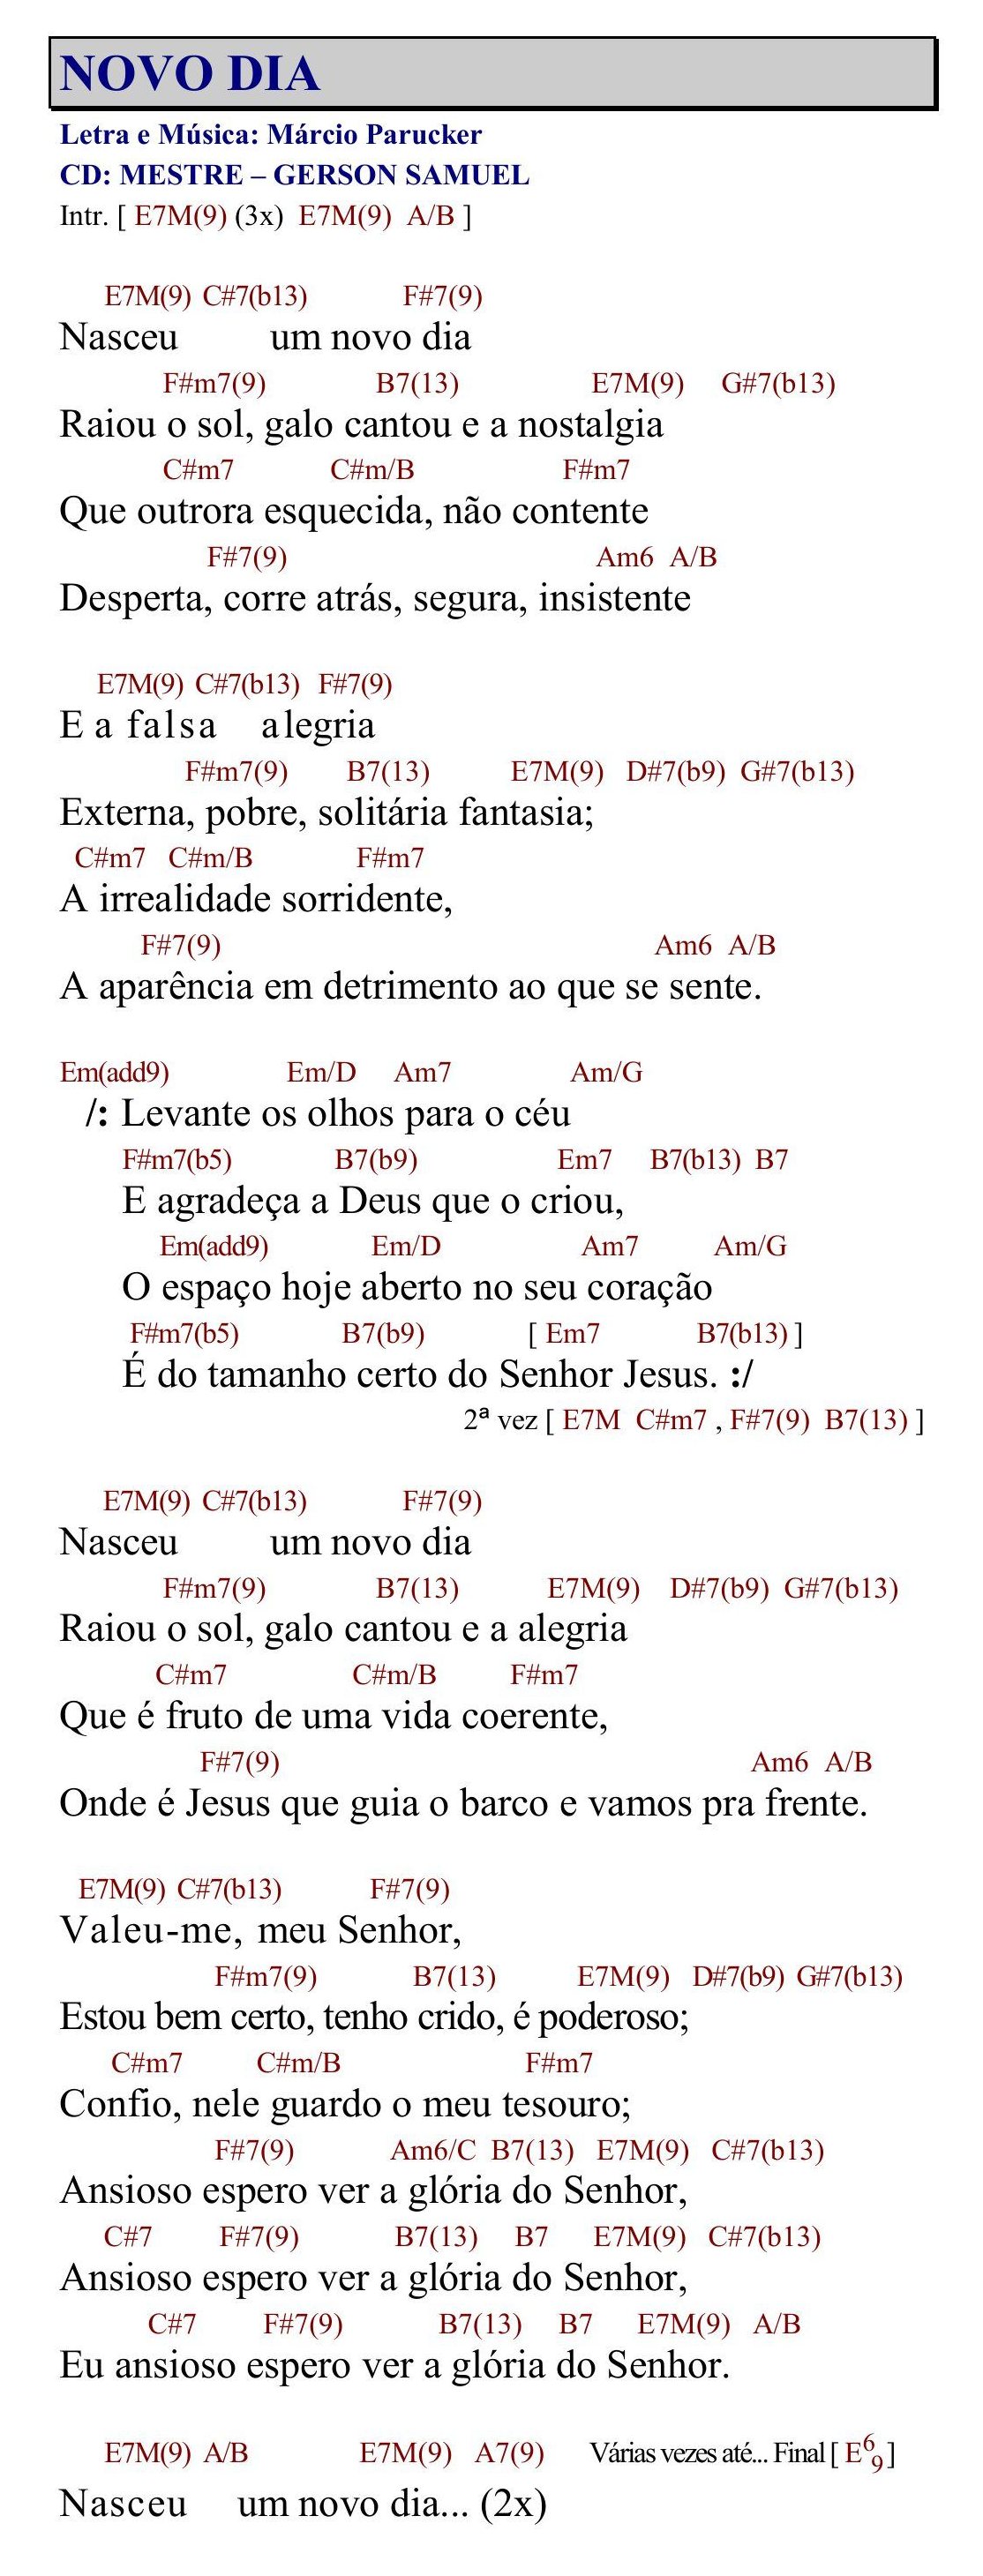 NOVO DIA
Letra e Música: Márcio Parucker
CD: MESTRE – GERSON SAMUEL
Intr. [ E7M(9) (3x) E7M(9) A/B ]
E7M(9) C#7(b13) F#7(9)
Nasceu um novo dia
F#m7(9) B7(13) E7M(9) G#7(b13)
Raiou o sol, galo cantou e a nostalgia
C#m7 C#m/B F#m7
Que outrora esquecida, não contente
F#7(9) Am6 A/B
Desperta, corre atrás, segura, insistente
E7M(9) C#7(b13) F#7(9)
E a falsa alegria
F#m7(9) B7(13) E7M(9) D#7(b9) G#7(b13)
Externa, pobre, solitária fantasia;
C#m7 C#m/B F#m7
A irrealidade sorridente,
F#7(9) Am6 A/B
A aparência em detrimento ao que se sente.
Em(add9) Em/D Am7 Am/G
/: Levante os olhos para o céu
F#m7(b5) B7(b9) Em7 B7(b13) B7
E agradeça a Deus que o criou,
Em(add9) Em/D Am7 Am/G
O espaço hoje aberto no seu coração
F#m7(b5) B7(b9) [ Em7 B7(b13) ]
É do tamanho certo do Senhor Jesus. :/
2ª vez [ E7M C#m7 , F#7(9) B7(13) ]
E7M(9) C#7(b13) F#7(9)
Nasceu um novo dia
F#m7(9) B7(13) E7M(9) D#7(b9) G#7(b13)
Raiou o sol, galo cantou e a alegria
C#m7 C#m/B F#m7
Que é fruto de uma vida coerente,
F#7(9) Am6 A/B
Onde é Jesus que guia o barco e vamos pra frente.
E7M(9) C#7(b13) F#7(9)
Valeu-me, meu Senhor,
F#m7(9) B7(13) E7M(9) D#7(b9) G#7(b13)
Estou bem certo, tenho crido, é poderoso;
C#m7 C#m/B F#m7
Confio, nele guardo o meu tesouro;
F#7(9) Am6/C B7(13) E7M(9) C#7(b13)
Ansioso espero ver a glória do Senhor,
C#7 F#7(9) B7(13) B7 E7M(9) C#7(b13)
Ansioso espero ver a glória do Senhor,
C#7 F#7(9) B7(13) B7 E7M(9) A/B
Eu ansioso espero ver a glória do Senhor.
E7M(9) A/B E7M(9) A7(9) Várias vezes até... Final [ E⁶₉ ]
Nasceu um novo dia... (2x)